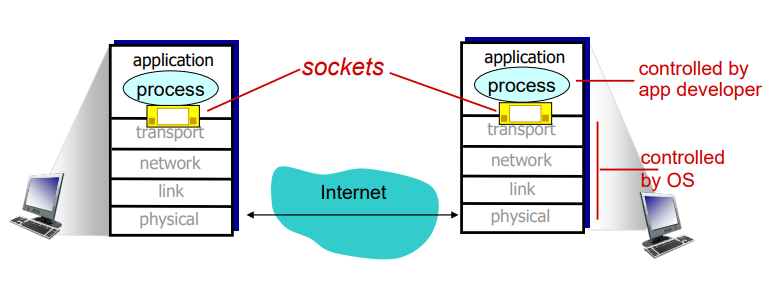 application
process
transport
network
link
physical
sockets
Internet
application
process
transport
network
link
physical
controlled by
app developer
controlled
by OS